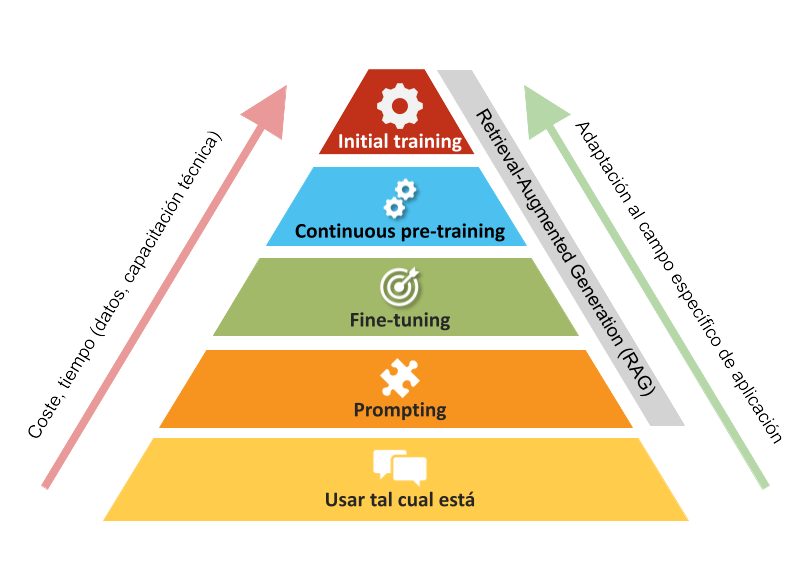 Initial training
Continuous pre-training
Fine-tuning
Prompting
Usar tal cual está
Coste, tiempo (datos, capacitación técnica)
Retrieval-Augmented Generation (RAG)
Adaptación al campo específico de aplicación